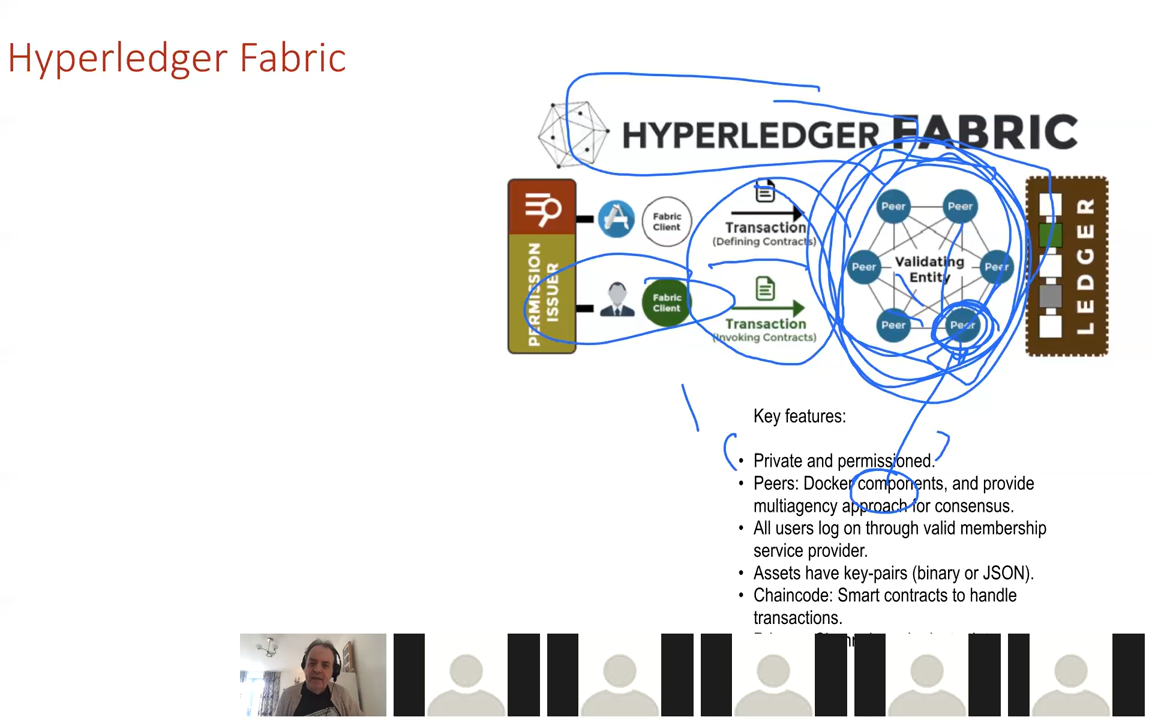 Hyperledger Fabric
HYPERLEDGER FABRIC
PERMISSION
ISSUER
Fabric
Client
Transaction
(Defining Contracts)
Fabric
Client
Transaction
(Invoking Contracts)
Peer
Peer
Peer
Validating
Entity
Peer
Peer
Peer
LEDGER
Key features:
• Private and permissioned.
• Peers: Docker components, and provide
multiagency approach for consensus.
• All users log on through valid membership
service provider.
• Assets have key-pairs (binary or JSON).
• Chaincode: Smart contracts to handle
transactions.